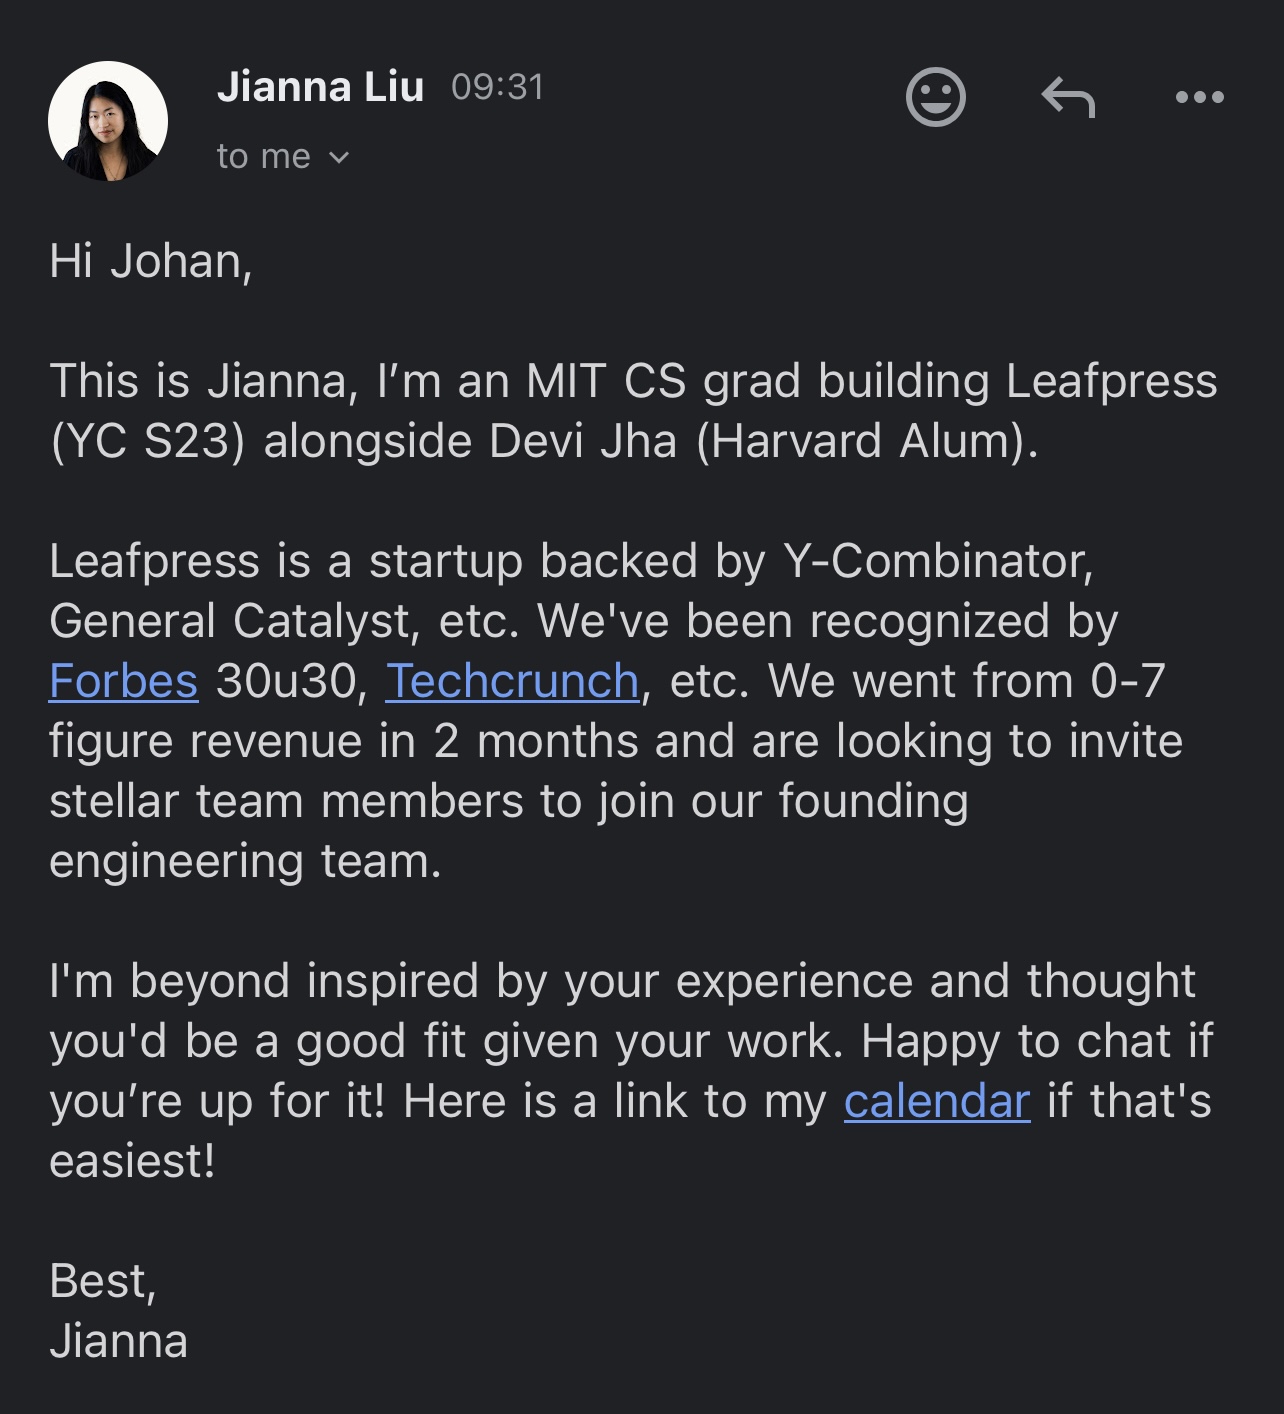 Jianna Liu 09:31
to me
Hi Johan,
This is Jianna, I’m an MIT CS grad building Leafpress
(YC S23) alongside Devi Jha (Harvard Alum).
Leafpress is a startup backed by Y-Combinator,
General Catalyst, etc. We've been recognized by
Forbes 30u30, Techcrunch, etc. We went from 0-7
figure revenue in 2 months and are looking to invite
stellar team members to join our founding
engineering team.
I'm beyond inspired by your experience and thought
you'd be a good fit given your work. Happy to chat if
you’re up for it! Here is a link to my calendar if that's
easiest!
Best,
Jianna